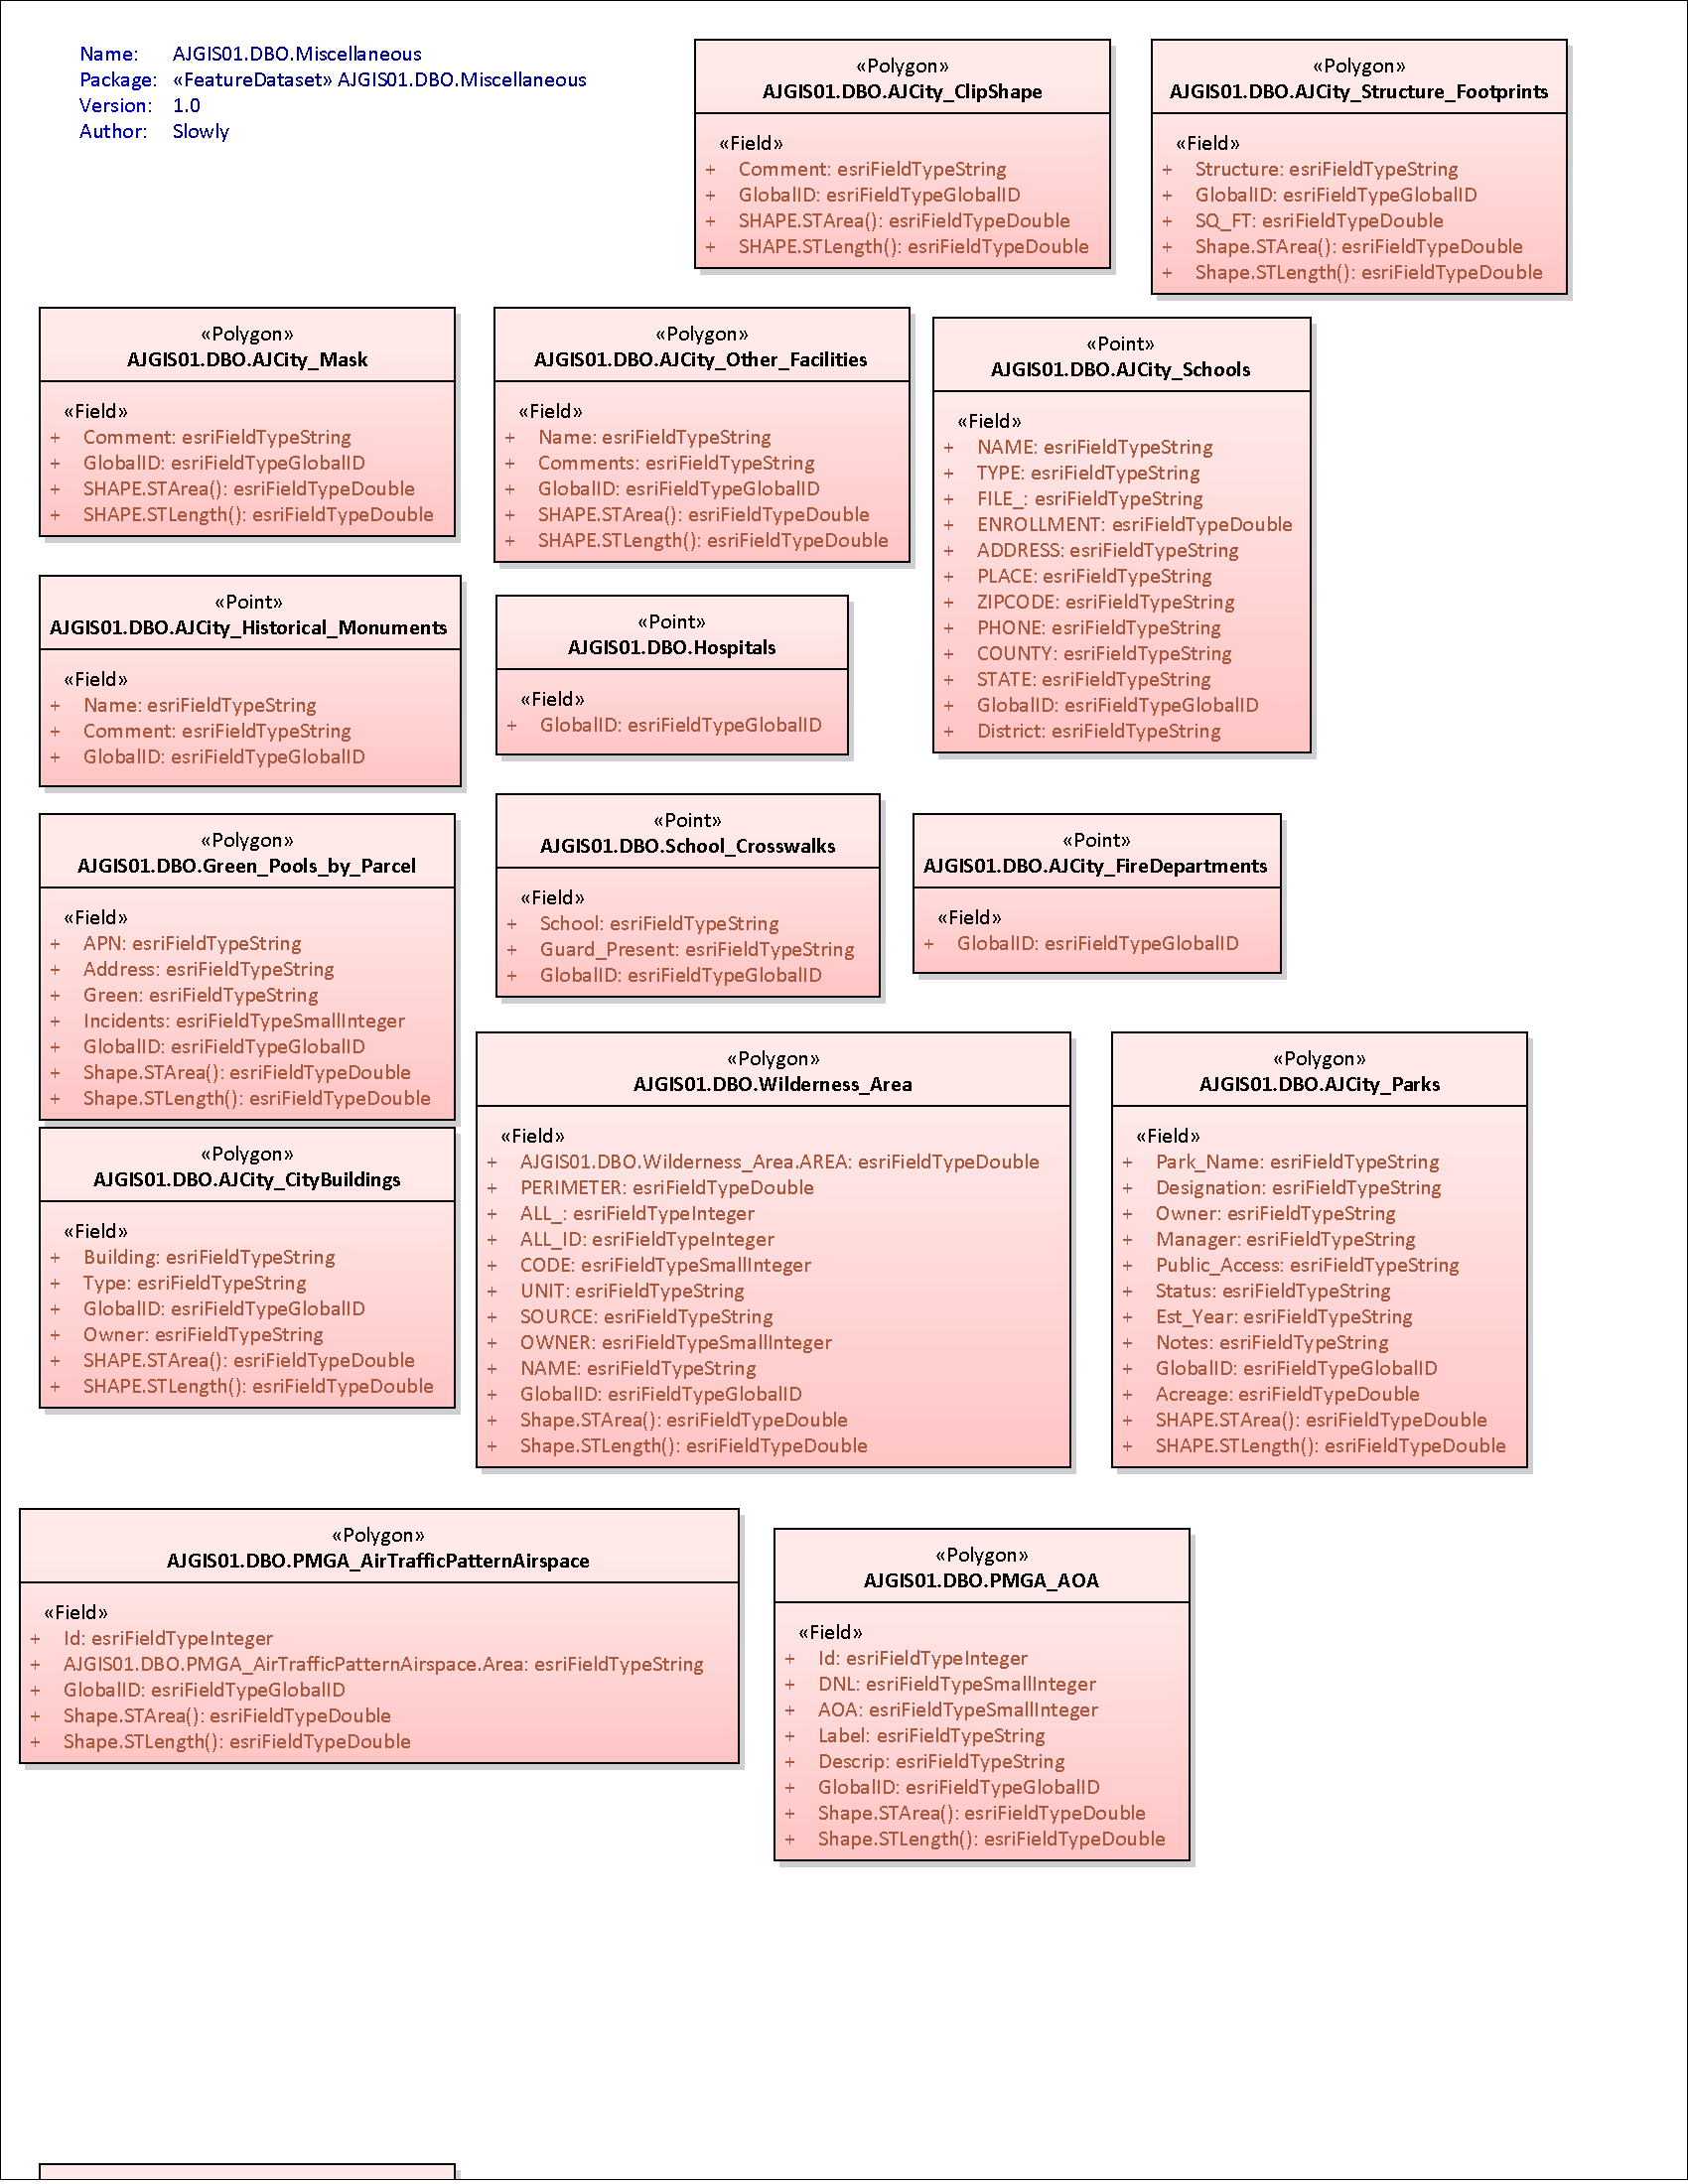 Name: AJGIS01.DBO.Miscellaneous
Package: «FeatureDataset» AJGIS01.DBO.Miscellaneous
Version: 1.0
Author: Slowly
«Polygon»
AJGIS01.DBO.AJCity_ClipShape
«Field»
+ Comment: esriFieldTypeString
+ GlobalID: esriFieldTypeGlobalID
+ SHAPE.STArea(): esriFieldTypeDouble
+ SHAPE.STLength(): esriFieldTypeDouble
«Polygon»
AJGIS01.DBO.AJCity_Structure_Footprints
«Field»
+ Structure: esriFieldTypeString
+ GlobalID: esriFieldTypeGlobalID
+ SQ_FT: esriFieldTypeDouble
+ Shape.STArea(): esriFieldTypeDouble
+ Shape.STLength(): esriFieldTypeDouble
«Polygon»
AJGIS01.DBO.AJCity_Mask
«Field»
+ Comment: esriFieldTypeString
+ GlobalID: esriFieldTypeGlobalID
+ SHAPE.STArea(): esriFieldTypeDouble
+ SHAPE.STLength(): esriFieldTypeDouble
«Polygon»
AJGIS01.DBO.AJCity_Other_Facilities
«Field»
+ Name: esriFieldTypeString
+ Comments: esriFieldTypeString
+ GlobalID: esriFieldTypeGlobalID
+ SHAPE.STArea(): esriFieldTypeDouble
+ SHAPE.STLength(): esriFieldTypeDouble
«Point»
AJGIS01.DBO.AJCity_Schools
«Field»
+ NAME: esriFieldTypeString
+ TYPE: esriFieldTypeString
+ FILE_: esriFieldTypeString
+ ENROLLMENT: esriFieldTypeDouble
+ ADDRESS: esriFieldTypeString
+ PLACE: esriFieldTypeString
+ ZIPCODE: esriFieldTypeString
+ PHONE: esriFieldTypeString
+ COUNTY: esriFieldTypeString
+ STATE: esriFieldTypeString
+ GlobalID: esriFieldTypeGlobalID
+ District: esriFieldTypeString
«Point»
AJGIS01.DBO.AJCity_Historical_Monuments
«Field»
+ Name: esriFieldTypeString
+ Comment: esriFieldTypeString
+ GlobalID: esriFieldTypeGlobalID
«Point»
AJGIS01.DBO.Hospitals
«Field»
+ GlobalID: esriFieldTypeGlobalID
«Polygon»
AJGIS01.DBO.Green_Pools_by_Parcel
«Field»
+ APN: esriFieldTypeString
+ Address: esriFieldTypeString
+ Green: esriFieldTypeString
+ Incidents: esriFieldTypeSmallInteger
+ GlobalID: esriFieldTypeGlobalID
+ Shape.STArea(): esriFieldTypeDouble
+ Shape.STLength(): esriFieldTypeDouble
«Point»
AJGIS01.DBO.School_Crosswalks
«Field»
+ School: esriFieldTypeString
+ Guard_Present: esriFieldTypeString
+ GlobalID: esriFieldTypeGlobalID
«Point»
AJGIS01.DBO.AJCity_FireDepartments
«Field»
+ GlobalID: esriFieldTypeGlobalID
«Polygon»
AJGIS01.DBO.AJCity_CityBuildings
«Field»
+ Building: esriFieldTypeString
+ Type: esriFieldTypeString
+ GlobalID: esriFieldTypeGlobalID
+ Owner: esriFieldTypeString
+ SHAPE.STArea(): esriFieldTypeDouble
+ SHAPE.STLength(): esriFieldTypeDouble
«Polygon»
AJGIS01.DBO.Wilderness_Area
«Field»
+ AJGIS01.DBO.Wilderness_Area.AREA: esriFieldTypeDouble
+ PERIMETER: esriFieldTypeDouble
+ ALL_: esriFieldTypeInteger
+ ALL_ID: esriFieldTypeInteger
+ CODE: esriFieldTypeSmallInteger
+ UNIT: esriFieldTypeString
+ SOURCE: esriFieldTypeString
+ OWNER: esriFieldTypeSmallInteger
+ NAME: esriFieldTypeString
+ GlobalID: esriFieldTypeGlobalID
+ Shape.STArea(): esriFieldTypeDouble
+ Shape.STLength(): esriFieldTypeDouble
«Polygon»
AJGIS01.DBO.AJCity_Parks
«Field»
+ Park_Name: esriFieldTypeString
+ Designation: esriFieldTypeString
+ Owner: esriFieldTypeString
+ Manager: esriFieldTypeString
+ Public_Access: esriFieldTypeString
+ Status: esriFieldTypeString
+ Est_Year: esriFieldTypeString
+ Notes: esriFieldTypeString
+ GlobalID: esriFieldTypeGlobalID
+ Acreage: esriFieldTypeDouble
+ SHAPE.STArea(): esriFieldTypeDouble
+ SHAPE.STLength(): esriFieldTypeDouble
«Polygon»
AJGIS01.DBO.PMGA_AirTrafficPatternAirspace
«Field»
+ Id: esriFieldTypeInteger
+ AJGIS01.DBO.PMGA_AirTrafficPatternAirspace.Area: esriFieldTypeString
+ GlobalID: esriFieldTypeGlobalID
+ Shape.STArea(): esriFieldTypeDouble
+ Shape.STLength(): esriFieldTypeDouble
«Polygon»
AJGIS01.DBO.PMGA_AOA
«Field»
+ Id: esriFieldTypeInteger
+ DNL: esriFieldTypeSmallInteger
+ AOA: esriFieldTypeSmallInteger
+ Label: esriFieldTypeString
+ Descrip: esriFieldTypeString
+ GlobalID: esriFieldTypeGlobalID
+ Shape.STArea(): esriFieldTypeDouble
+ Shape.STLength(): esriFieldTypeDouble